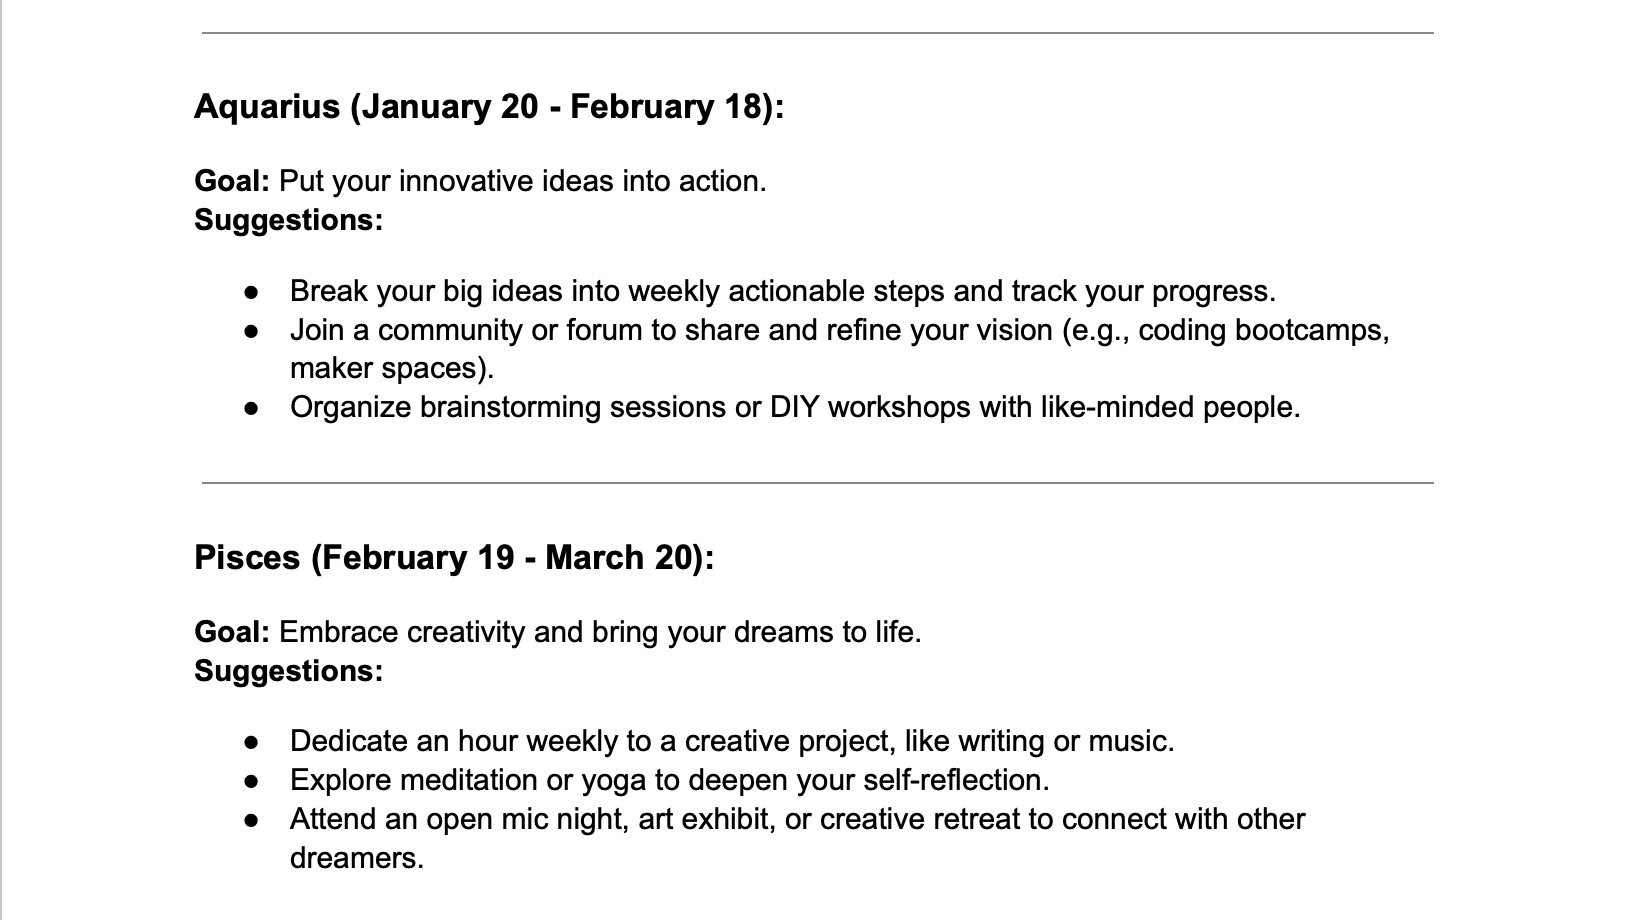 Aquarius (January 20 - February 18):
Goal: Put your innovative ideas into action.
Suggestions:
● Break your big ideas into weekly actionable steps and track your progress.
● Join a community or forum to share and refine your vision (e.g., coding bootcamps,
maker spaces).
● Organize brainstorming sessions or DIY workshops with like-minded people.
Pisces (February 19 - March 20):
Goal: Embrace creativity and bring your dreams to life.
Suggestions:
● Dedicate an hour weekly to a creative project, like writing or music.
● Explore meditation or yoga to deepen your self-reflection.
● Attend an open mic night, art exhibit, or creative retreat to connect with other
dreamers.